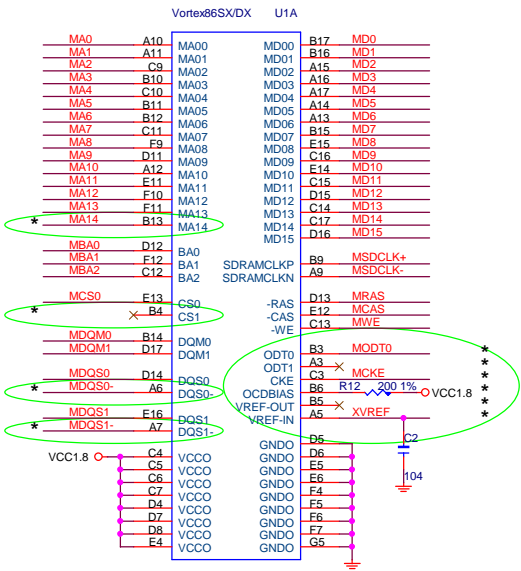 Vortex86SX/DX U1A
MA0 A10 MA00 MD00 B17 MD0
MA1 A11 MA01 MD01 B16 MD1
MA2 C9 MA02 MD02 A15 MD2
MA3 B10 MA03 MD03 A16 MD3
MA4 C10 MA04 MD04 A17 MD4
MA5 B11 MA05 MD05 A14 MD5
MA6 B12 MA06 MD06 A13 MD6
MA7 C11 MA07 MD07 B15 MD7
MA8 F9 MA08 MD08 E15 MD8
MA9 D11 MA09 MD09 C16 MD9
MA10 A12 MA10 MD10 E14 MD10
MA11 E11 MA11 MD11 C15 MD11
MA12 F10 MA12 MD12 D15 MD12
MA13 F11 MA13 MD13 C14 MD13
* MA14 B13 MA14 MD14 C17 MD14
MD15 D16 MD15
MBA0 D12 BA0
MBA1 F12 BA1 SDRAMCLKP B9 MSDCLK+
MBA2 C12 BA2 SDRAMCLKN A9 MSDCLK-
MCS0 E13 CS0 -RAS D13 MRAS
* B4 CS1 -CAS E12 MCAS
-WE C13 MWE
MDQM0 B14 DQM0
MDQM1 D17 DQM1 ODT0 B3 MODT0 *
ODT1 A3 *
MDQS0 D14 DQS0 CKE C3 MCKE *
* MDQS0- A6 DQS0- OCDBIAS B6 R12 200 1% VCC1.8 *
VREF-OUT B5 *
MDQS1 E16 DQS1 VREF-IN A5 XVREF *
* MDQS1- A7 DQS1-
C2
104
GNDO D5
VCC1.8 C4 VCCO GNDO D6
C5 VCCO GNDO E5
C6 VCCO GNDO E6
C7 VCCO GNDO F4
D4 VCCO GNDO F5
D7 VCCO GNDO F6
D8 VCCO GNDO F7
E4 VCCO GNDO G5